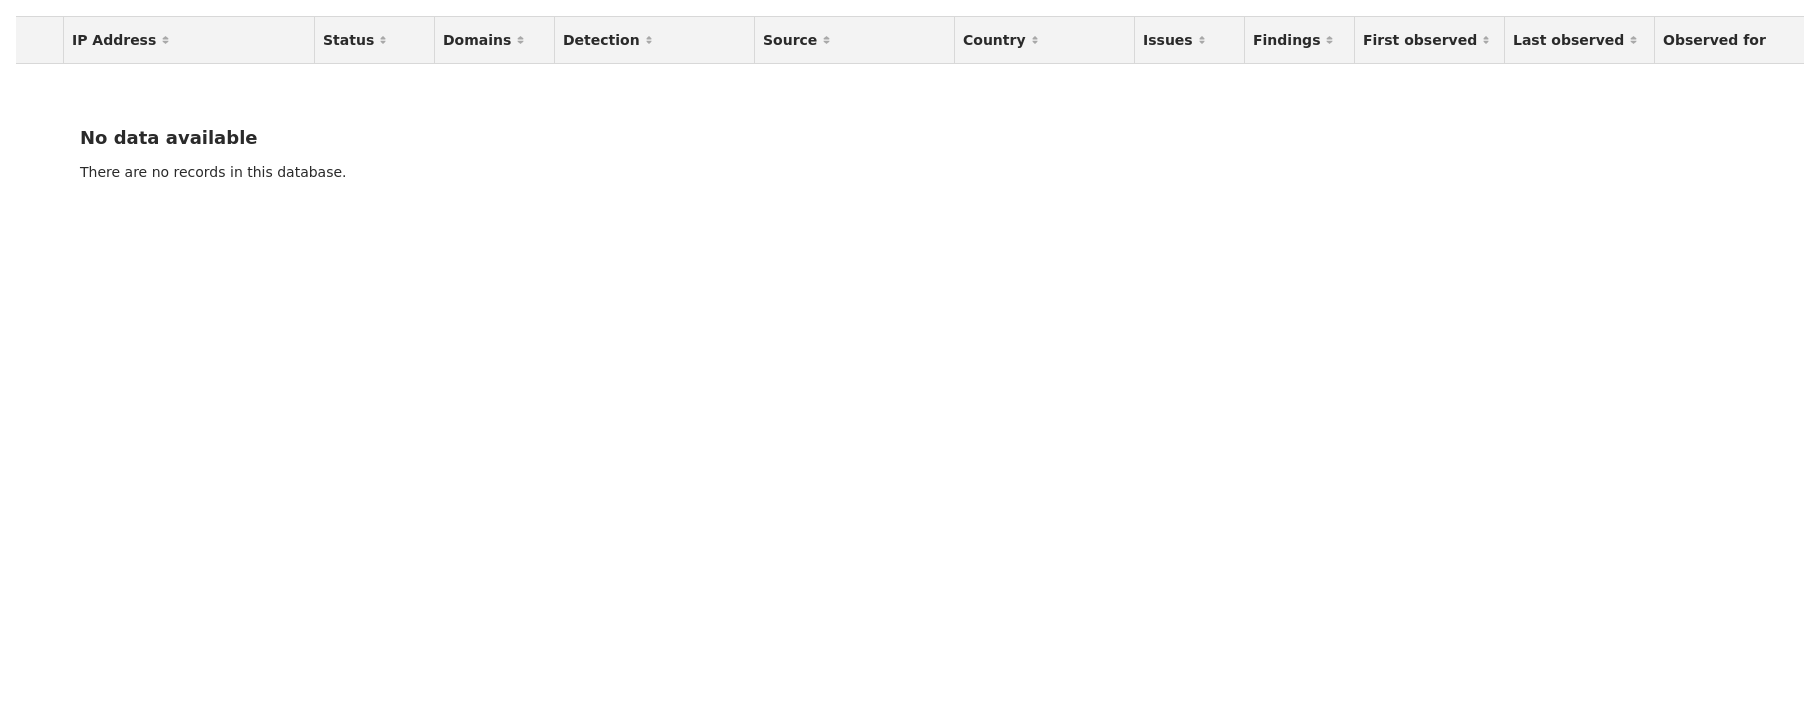 IP Address Status Domains Detection Source Country Issues Findings First observed Last observed Observed for
No data available
There are no records in this database.